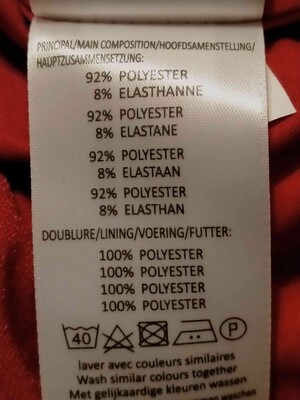 PRINCIPAL/MAIN COMPOSITION/HOOFDSAMENSTELLING/
HAUPTZUSAMMENSETZUNG:
92% POLYESTER
8% ELASTHANNE
92% POLYESTER
8% ELASTANE
92% POLYESTER
8% ELASTAAN
92% POLYESTER
8% ELASTHAN
DOUBLURE/LINING/VOERING/FUTTER:
100% POLYESTER
100% POLYESTER
100% POLYESTER
100% POLYESTER
40 P
laver avec couleurs similaires
Wash similar colours together
Met gelijkaardige kleuren wassen